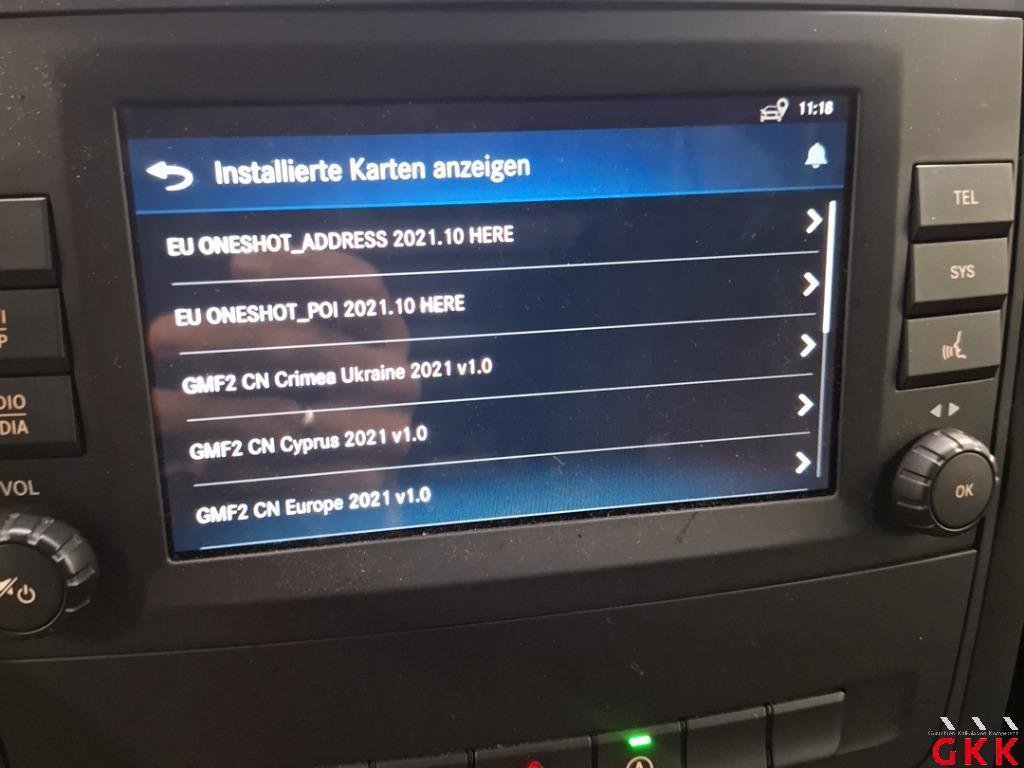 11:18
Installierte Karten anzeigen
EU ONESHOT_ADDRESS 2021.10 HERE
EU ONESHOT_POI 2021.10 HERE
GMF2 CN Crimea Ukraine 2021 v1.0
GMF2 CN Cyprus 2021 v1.0
GMF2 CN Europe 2021 v1.0
TEL
SYS
OK
DIO
DIA
VOL
A
GKK